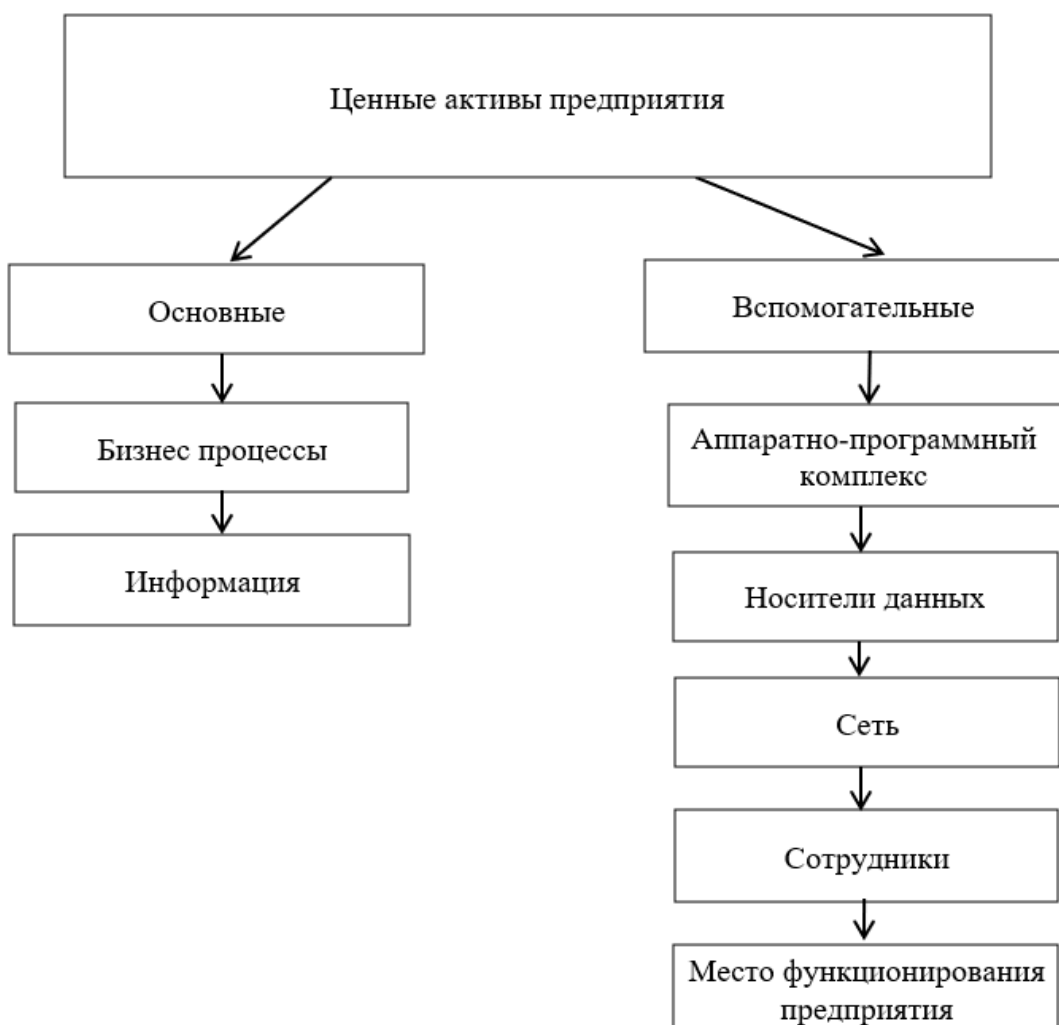 Ценные активы предприятия
Основные
Вспомогательные
Бизнес процессы
Аппаратно-программный
комплекс
Информация
Носители данных
Сеть
Сотрудники
Место функционирования
предприятия